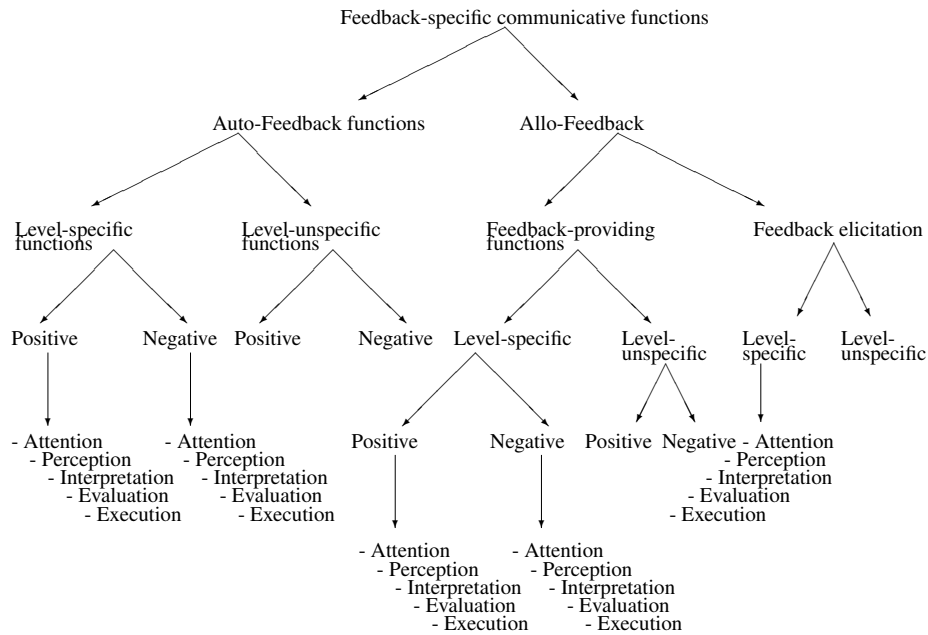 Feedback-specific communicative functions
Auto-Feedback functions
Allo-Feedback
Level-specific
functions
Level-unspecific
functions
Feedback-providing
functions
Feedback elicitation
Positive
Negative
Positive
Negative
Level-specific
Level-
unspecific
Level-
specific
Level-
unspecific
- Attention
- Perception
- Interpretation
- Evaluation
- Execution
- Attention
- Perception
- Interpretation
- Evaluation
- Execution
Positive
Negative
Positive
Negative
- Attention
- Perception
- Interpretation
- Evaluation
- Execution
- Attention
- Perception
- Interpretation
- Evaluation
- Execution
- Attention
- Perception
- Interpretation
- Evaluation
- Execution